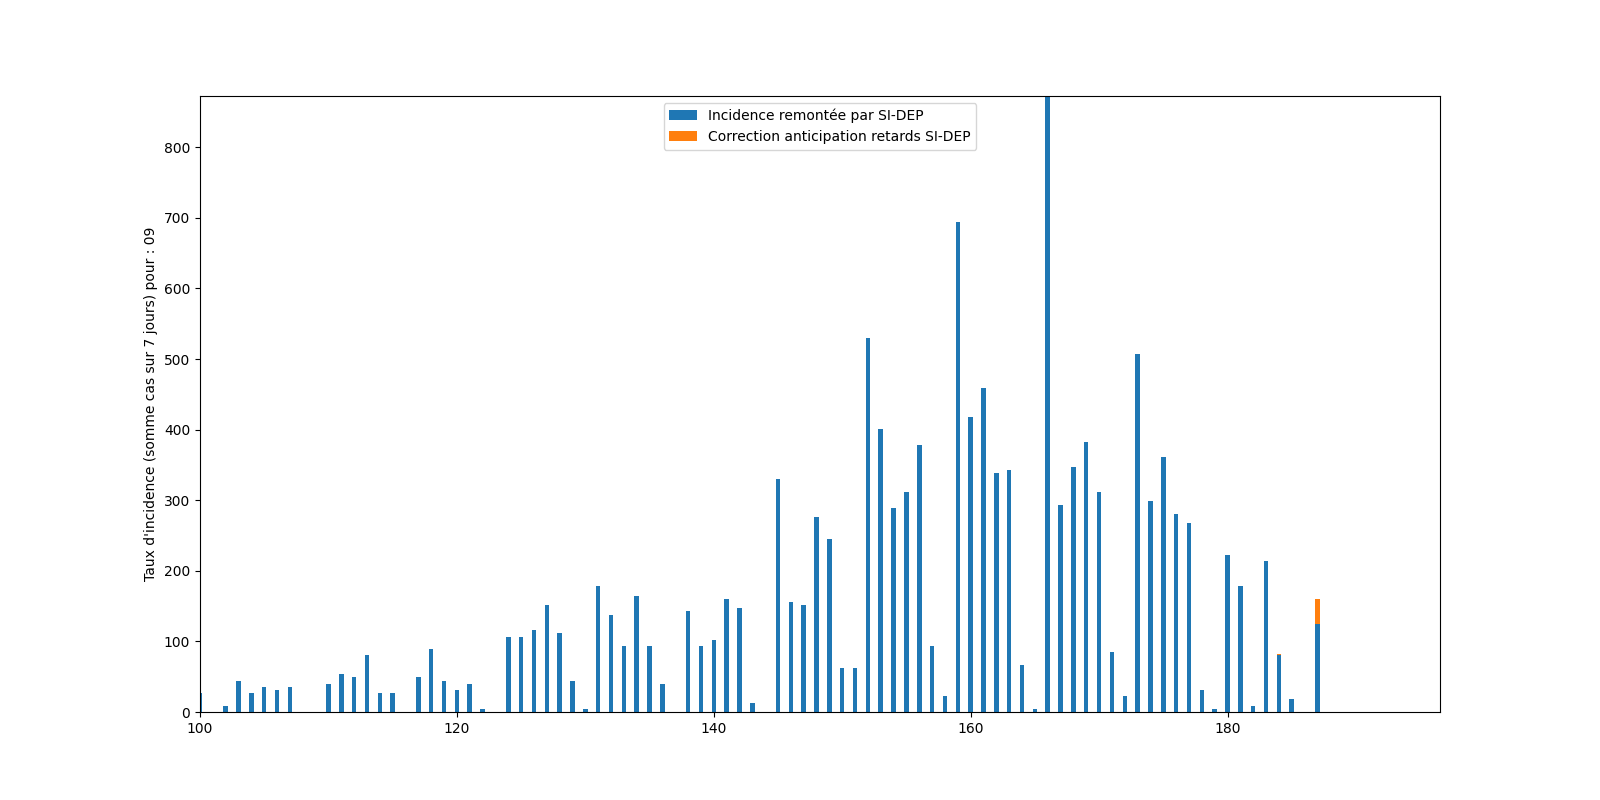 Incidence remontée par SI-DEP
Correction anticipation retards SI-DEP
Taux d'incidence (somme cas sur 7 jours) pour : 09
800
700
600
500
400
300
200
100
0
100 120 140 160 180